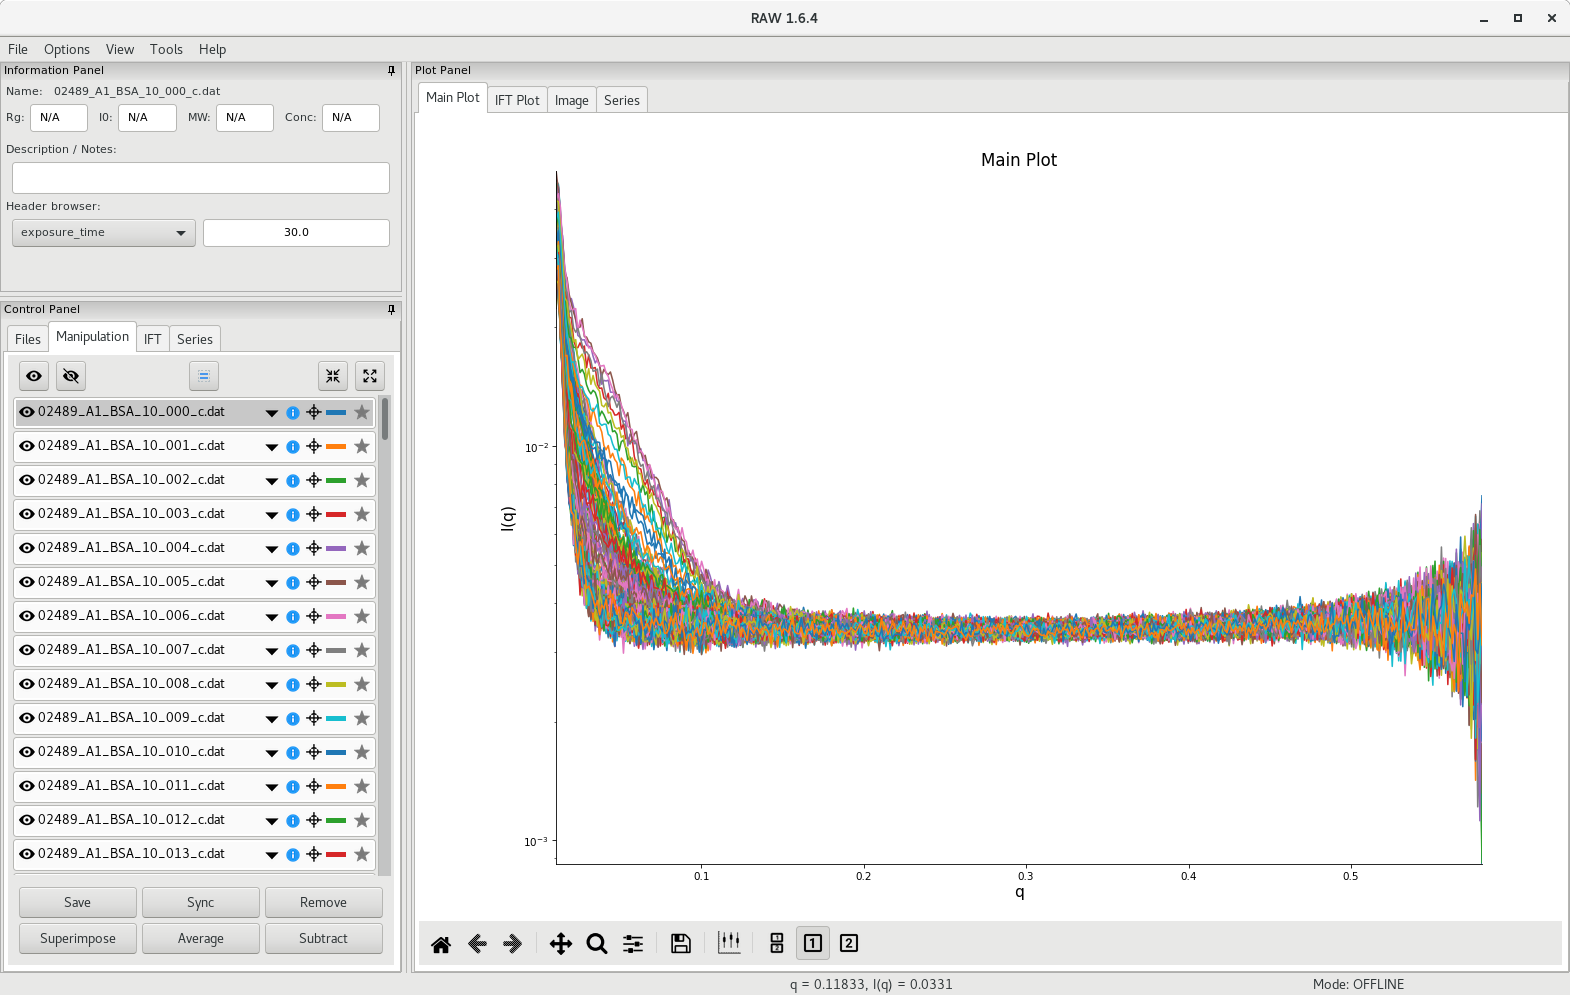 RAW 1.6.4
File Options View Tools Help
Information Panel
Name: 02489_A1_BSA_10_000_c.dat
Rg: N/A I0: N/A MW: N/A Conc: N/A
Description / Notes:
Header browser:
exposure_time 30.0
Control Panel
Files Manipulation IFT Series
02489_A1_BSA_10_000_c.dat
02489_A1_BSA_10_001_c.dat
02489_A1_BSA_10_002_c.dat
02489_A1_BSA_10_003_c.dat
02489_A1_BSA_10_004_c.dat
02489_A1_BSA_10_005_c.dat
02489_A1_BSA_10_006_c.dat
02489_A1_BSA_10_007_c.dat
02489_A1_BSA_10_008_c.dat
02489_A1_BSA_10_009_c.dat
02489_A1_BSA_10_010_c.dat
02489_A1_BSA_10_011_c.dat
02489_A1_BSA_10_012_c.dat
02489_A1_BSA_10_013_c.dat
Save Sync Remove
Superimpose Average Subtract
Plot Panel
Main Plot IFT Plot Image Series
Main Plot
I(q)
10⁻²
10⁻³
0.1 0.2 0.3 0.4 0.5
q
1 2 1 2
q = 0.11833, I(q) = 0.0331
Mode: OFFLINE